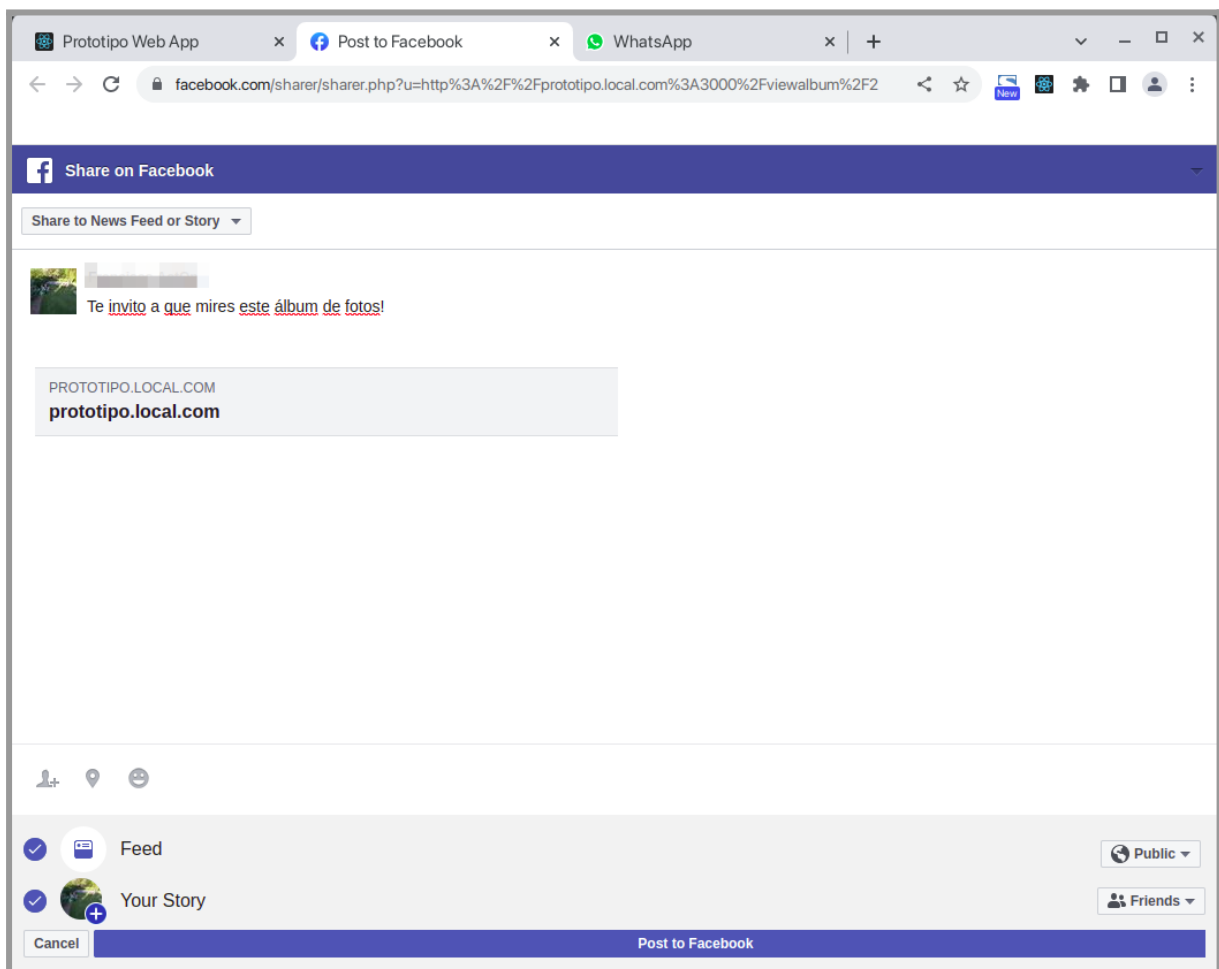 Prototipo Web App
Post to Facebook
WhatsApp
facebook.com/sharer/sharer.php?u=http%3A%2F%2Fprototipo.local.com%3A3000%2Fviewalbum%2F2
New
Share on Facebook
Share to News Feed or Story
Te invito a que mires este álbum de fotos!
PROTOTIPO.LOCAL.COM
prototipo.local.com
Feed
Public
Your Story
Friends
Cancel
Post to Facebook